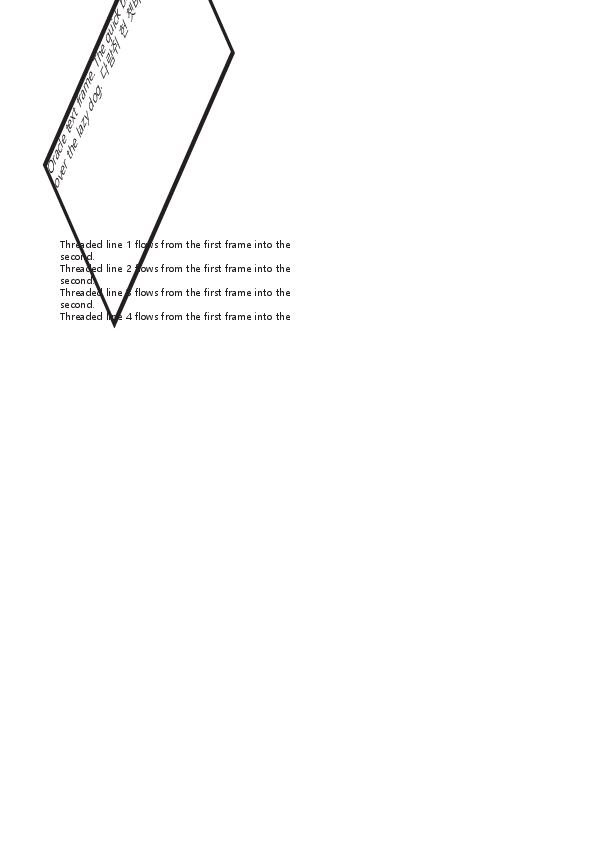 Oracle text frame. The quick
over the lazy dog. 다람쥐 헌 쳇바
Threaded line 1 flows from the first frame into the
second.
Threaded line 2 flows from the first frame into the
second.
Threaded line 3 flows from the first frame into the
second.
Threaded line 4 flows from the first frame into the